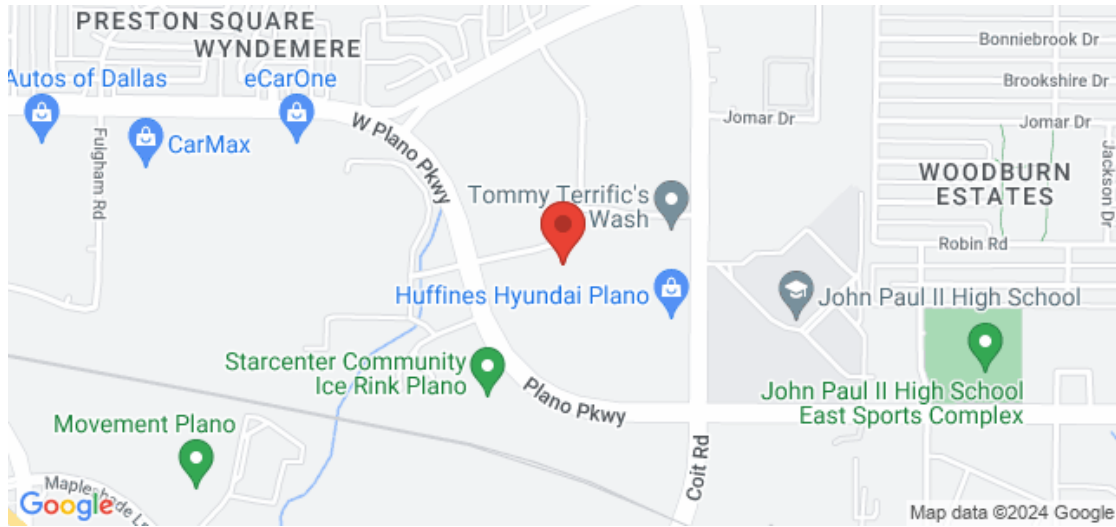 PRESTON SQUARE
WYNDEMERE
Autos of Dallas
eCarOne
CarMax
Fulgham Rd
W Plano Pkwy
Bonniebrook Dr
Brookshire Dr
Jomar Dr
Jomar Dr
Jackson Dr
WOODBURN
ESTATES
Tommy Terrific's
Wash
Robin Rd
Huffines Hyundai Plano
John Paul II High School
Starcenter Community
Ice Rink Plano
Plano Pkwy
John Paul II High School
East Sports Complex
Movement Plano
Coit Rd
Mapleshade Ln
Google
Map data ©2024 Google